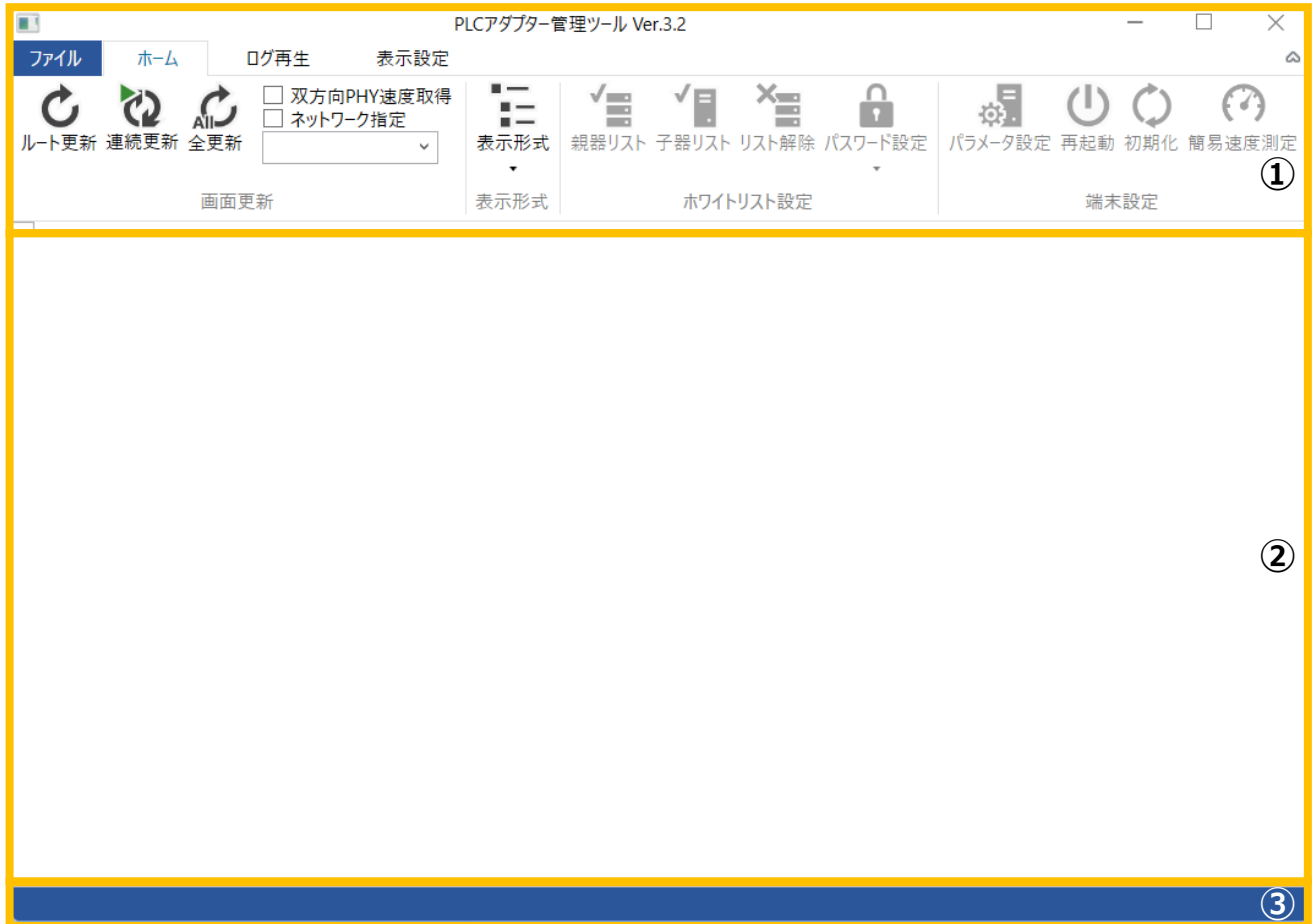 PLCアダプター管理ツール Ver.3.2
ファイル ホーム ログ再生 表示設定
双方向PHY速度取得
ネットワーク指定
ルート更新 連続更新 All 全更新 表示形式 親器リスト 子器リスト リスト解除 パスワード設定 パラメータ設定 再起動 初期化 簡易速度測定
①
画面更新 表示形式 ホワイトリスト設定 端末設定
②
③